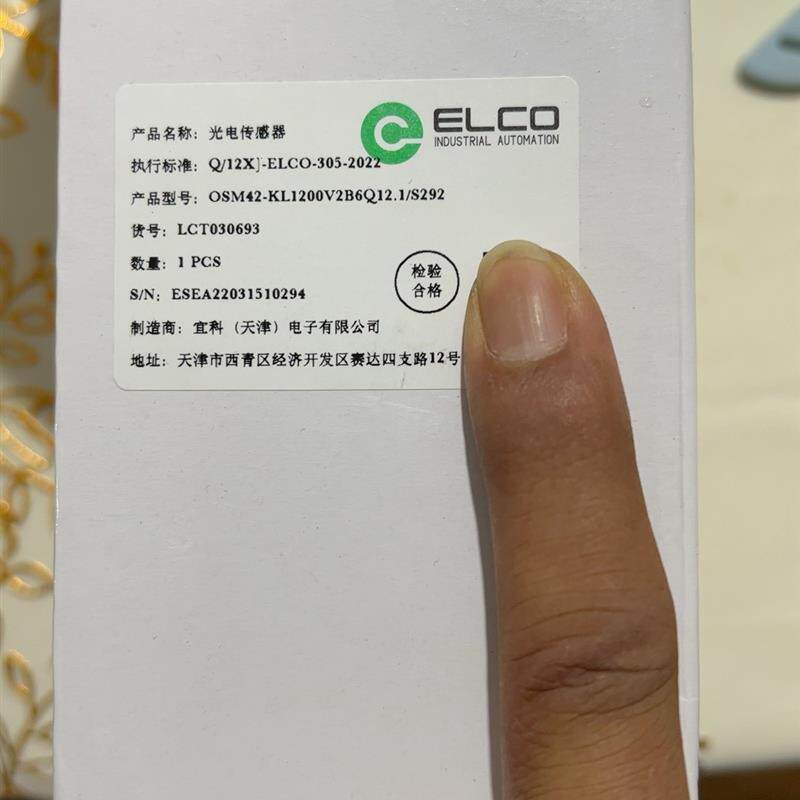 ELCO
INDUSTRIAL AUTOMATION
产品名称：光电传感器
执行标准：Q/12XJ-ELCO-305-2022
产品型号：OSM42-KL1200V2B6Q12.1/S292
货号：LCT030693
数量：1 PCS
检验
合格
S/N：ESEA22031510294
制造商：宜科（天津）电子有限公司
地址：天津市西青区经济开发区赛达四支路12号